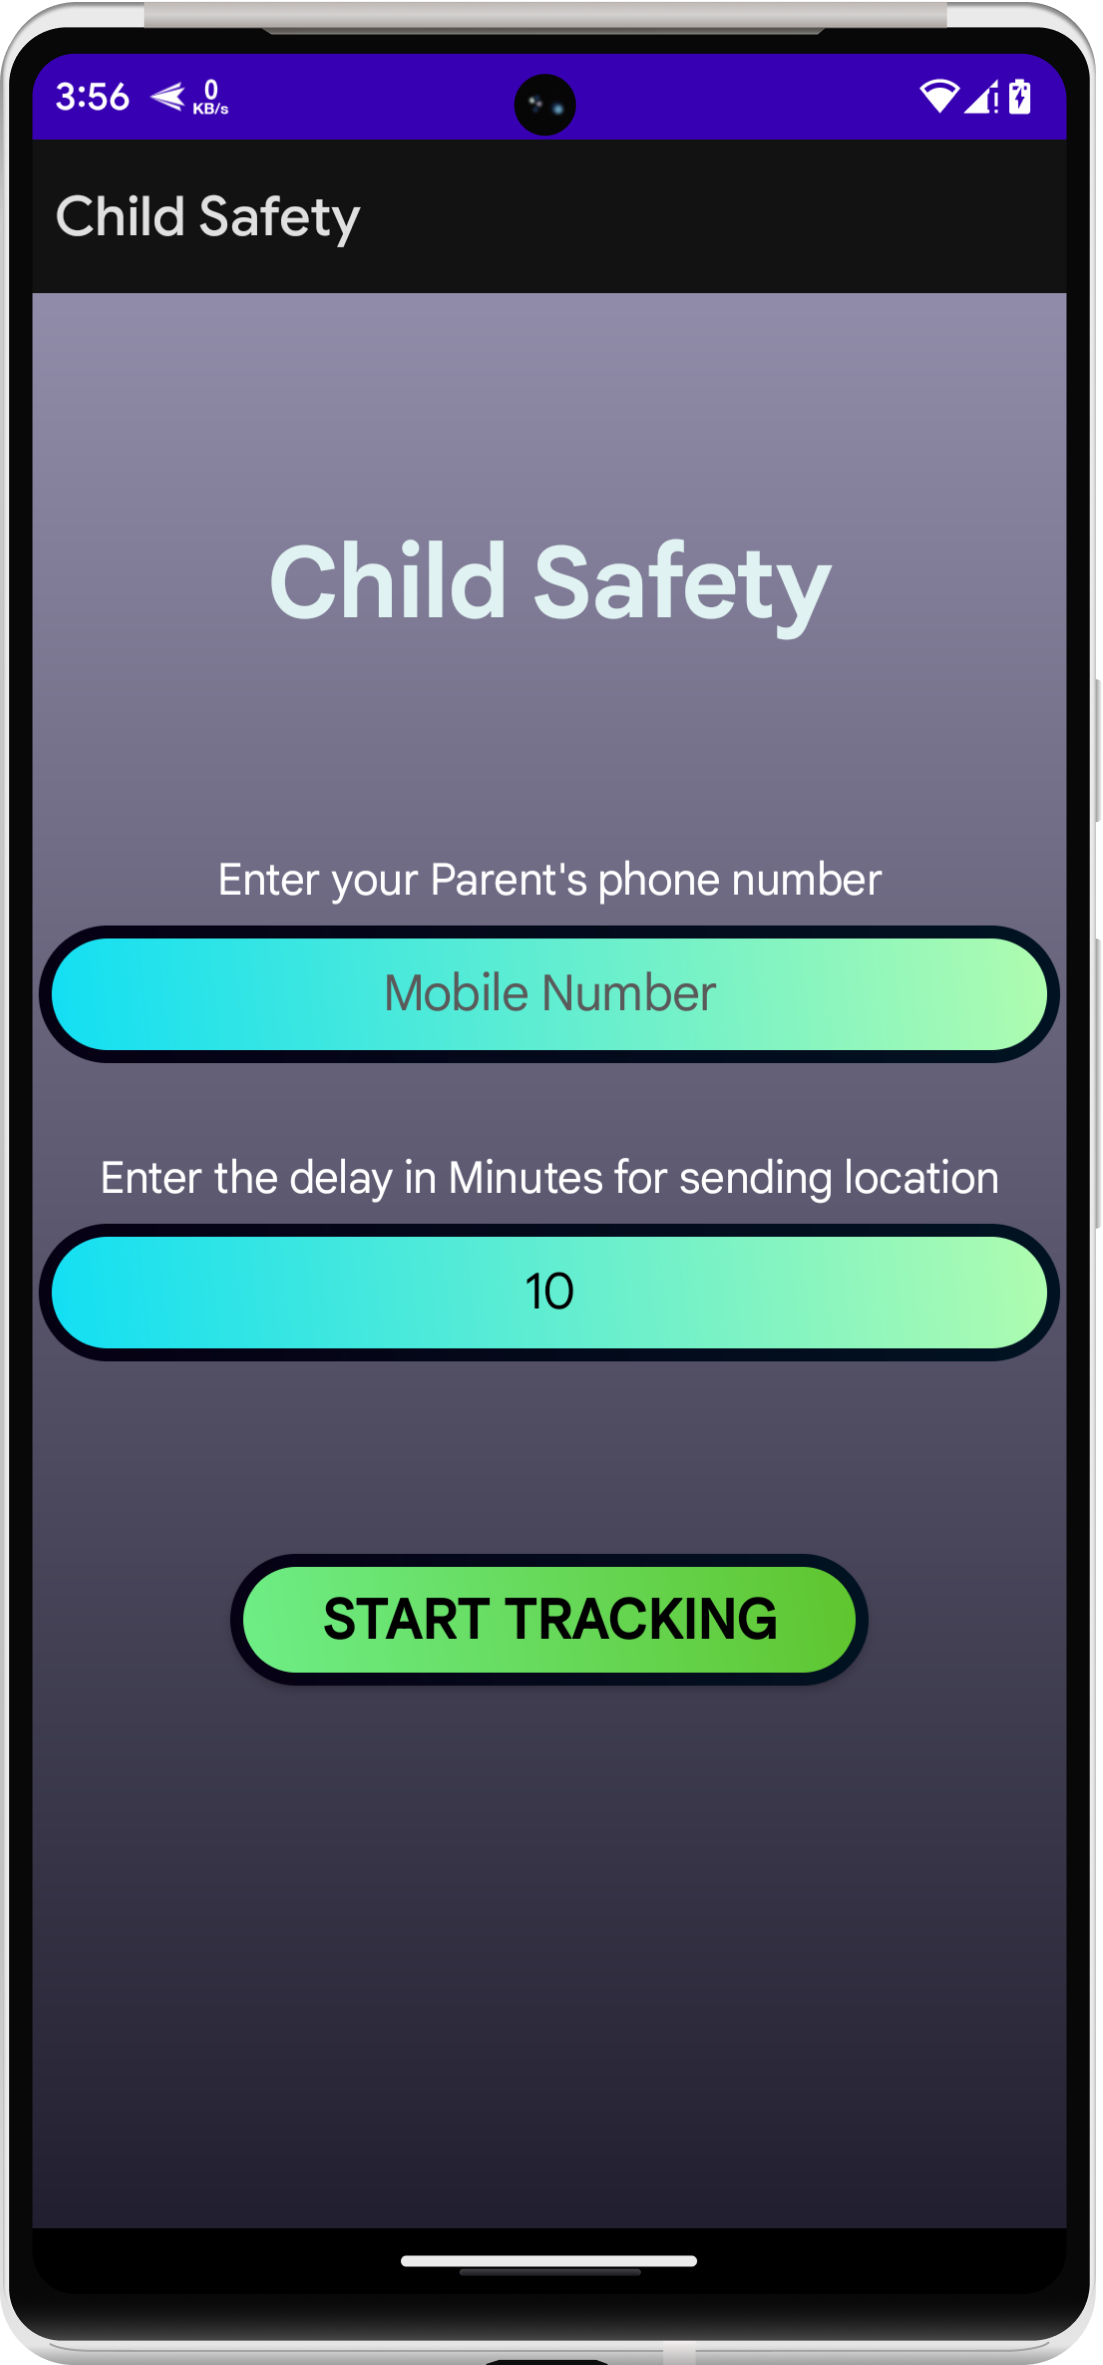 3:56
0
KB/s
Child Safety
Child Safety
Enter your Parent's phone number
Mobile Number
Enter the delay in Minutes for sending location
10
START TRACKING